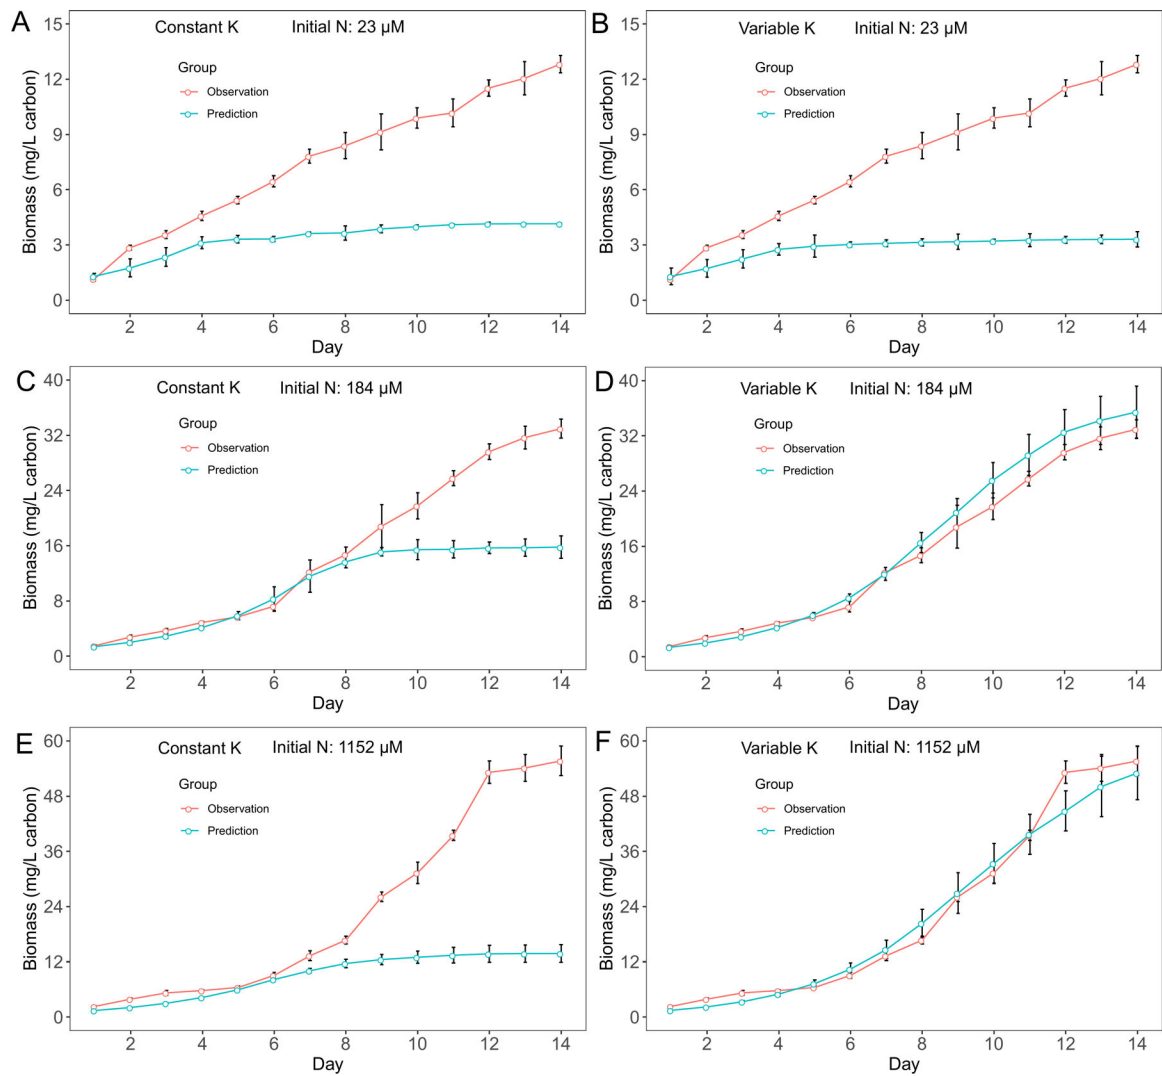 A
Constant K Initial N: 23 µM
Group
Observation
Prediction
Biomass (mg/L carbon)
15
12
9
6
3
0
2 4 6 8 10 12 14
Day
B
Variable K Initial N: 23 µM
Group
Observation
Prediction
Biomass (mg/L carbon)
15
12
9
6
3
0
2 4 6 8 10 12 14
Day
C
Constant K Initial N: 184 µM
Group
Observation
Prediction
Biomass (mg/L carbon)
40
32
24
16
8
0
2 4 6 8 10 12 14
Day
D
Variable K Initial N: 184 µM
Group
Observation
Prediction
Biomass (mg/L carbon)
40
32
24
16
8
0
2 4 6 8 10 12 14
Day
E
Constant K Initial N: 1152 µM
Group
Observation
Prediction
Biomass (mg/L carbon)
60
48
36
24
12
0
2 4 6 8 10 12 14
Day
F
Variable K Initial N: 1152 µM
Group
Observation
Prediction
Biomass (mg/L carbon)
60
48
36
24
12
0
2 4 6 8 10 12 14
Day